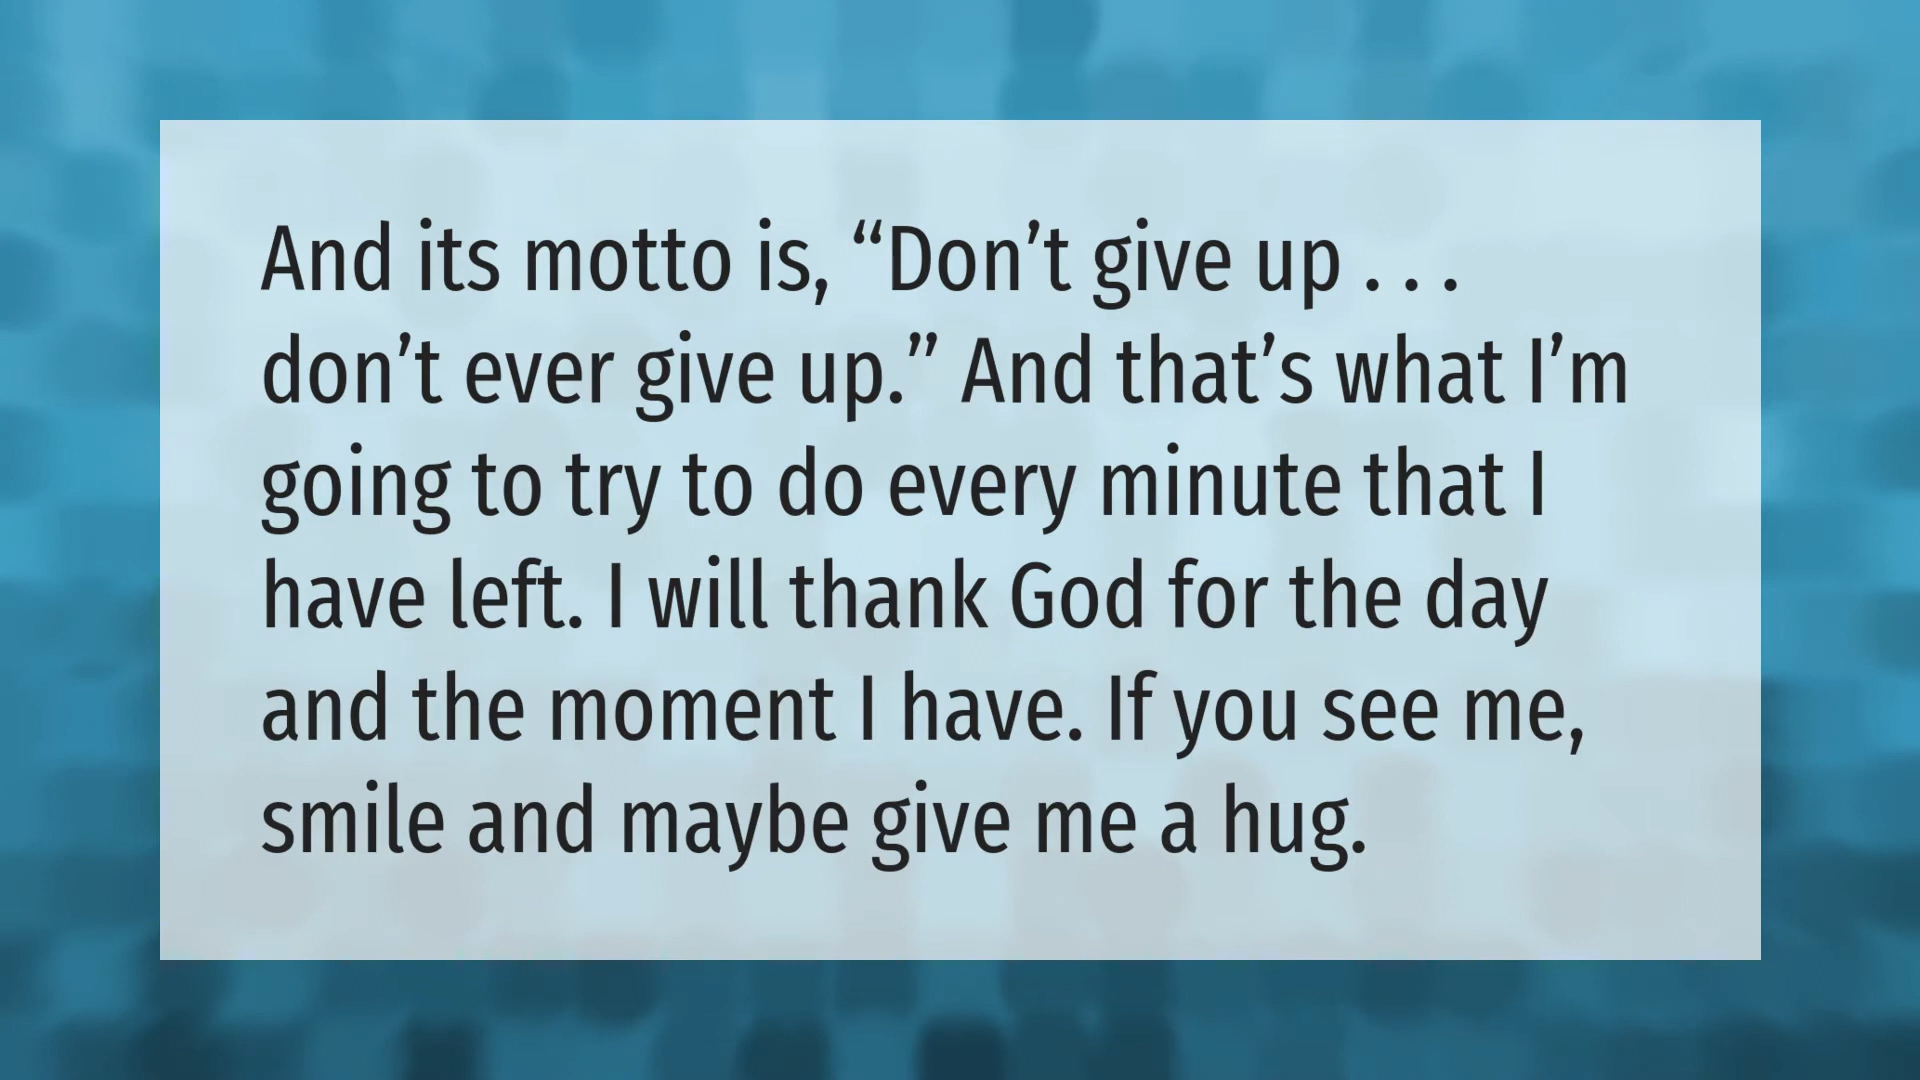 And its motto is, “Don’t give up . . .
don’t ever give up.” And that’s what I’m
going to try to do every minute that I
have left. I will thank God for the day
and the moment I have. If you see me,
smile and maybe give me a hug.